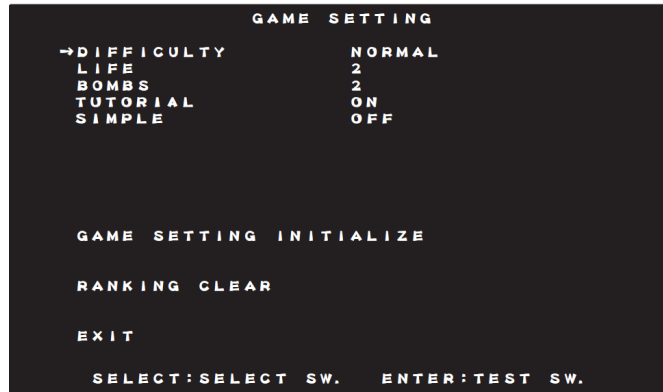 GAME SETTING
→DIFFICULTY NORMAL
LIFE 2
BOMBS 2
TUTORIAL ON
SIMPLE OFF
GAME SETTING INITIALIZE
RANKING CLEAR
EXIT
SELECT:SELECT SW. ENTER:TEST SW.